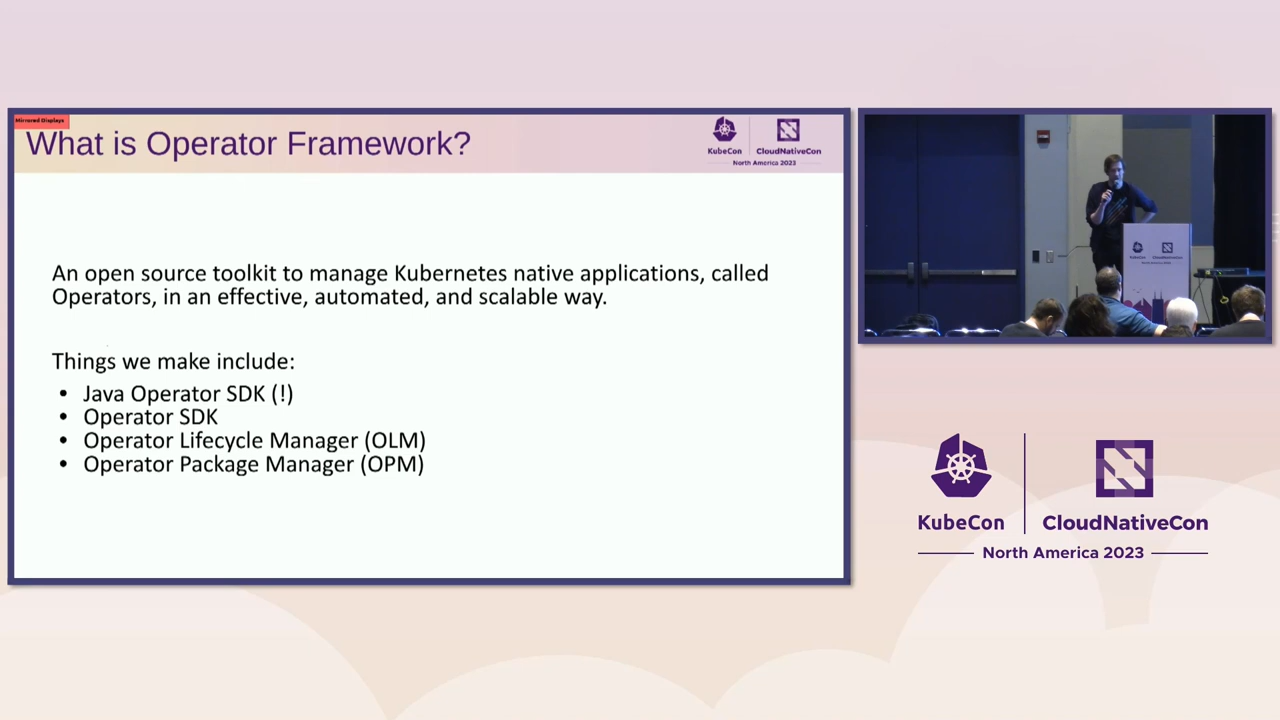 Mirrored Displays
What is Operator Framework?
KubeCon
CloudNativeCon
North America 2023
An open source toolkit to manage Kubernetes native applications, called
Operators, in an effective, automated, and scalable way.
Things we make include:
• Java Operator SDK (!)
• Operator SDK
• Operator Lifecycle Manager (OLM)
• Operator Package Manager (OPM)
KubeCon
CloudNativeCon
North America 2023